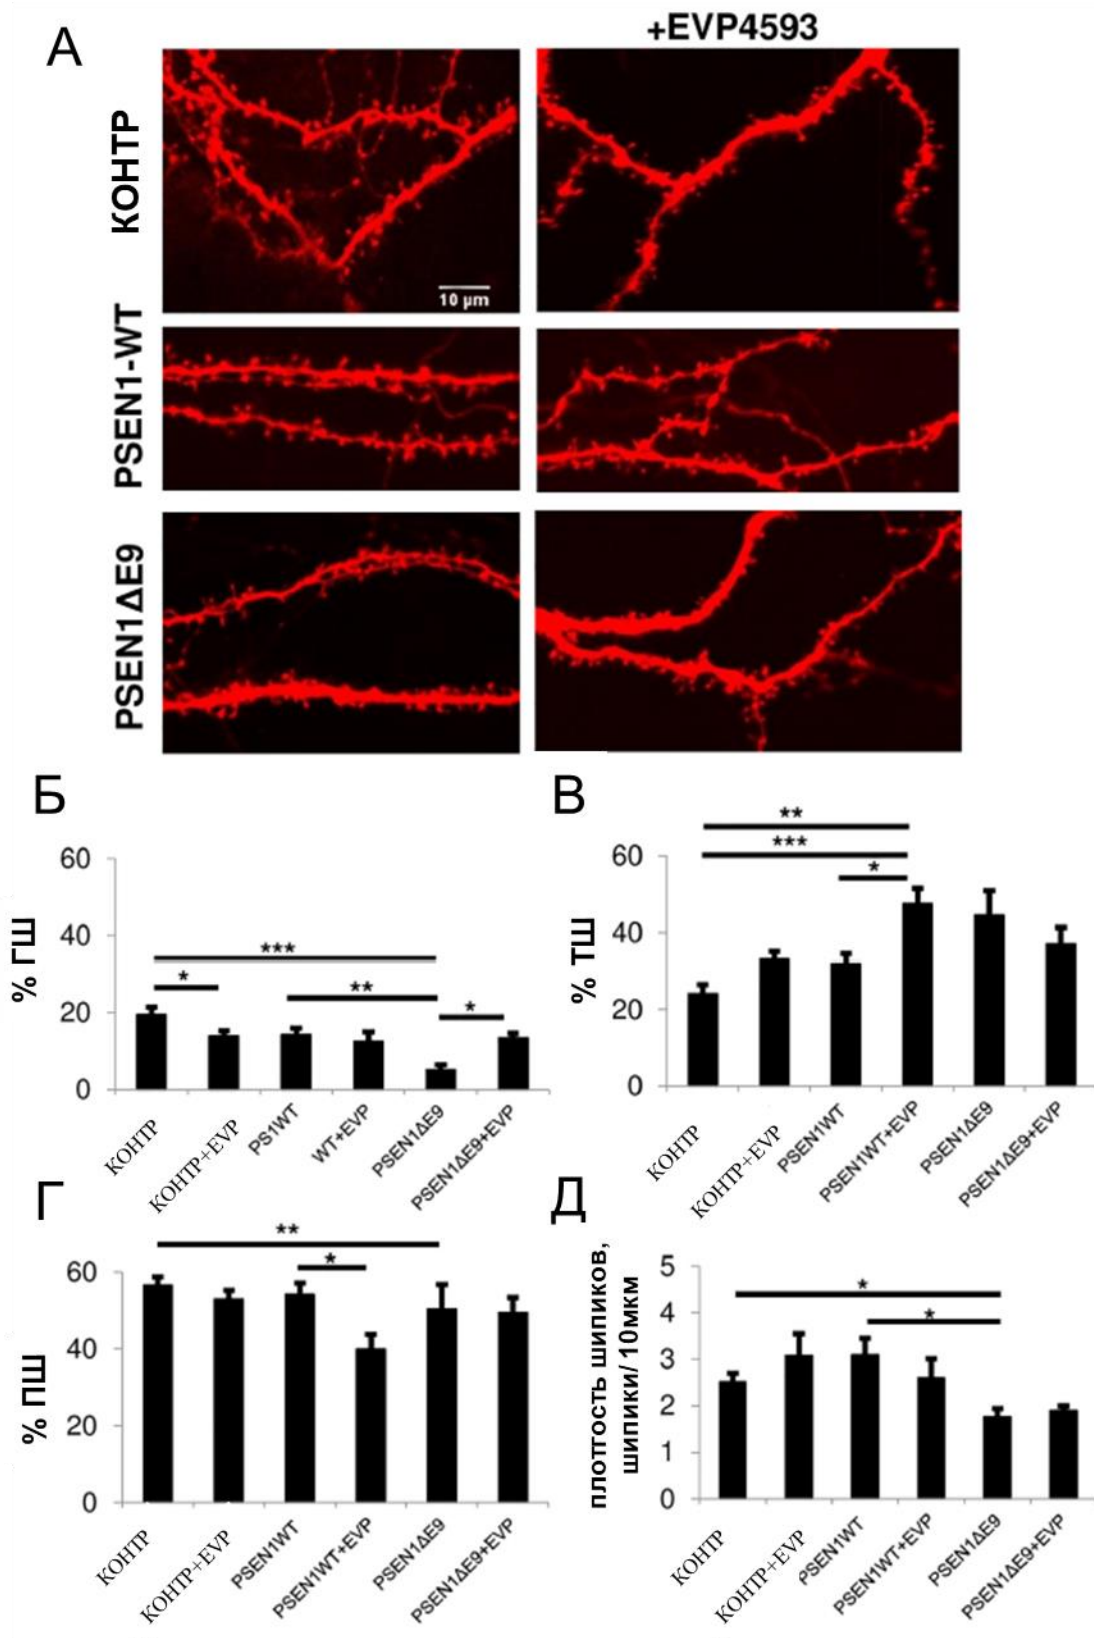 А
+EVP4593
КОНТР
10 µm
PSEN1-WT
PSEN1ΔE9
Б
60
40
20
0
% ГШ
***
*
**
*
КОНТР
КОНТР+EVP
PS1WT
WT+EVP
PSEN1ΔE9
PSEN1ΔE9+EVP
В
60
40
20
0
% ТШ
**
***
*
КОНТР
КОНТР+EVP
PSEN1WT
PSEN1WT+EVP
PSEN1ΔE9
PSEN1ΔE9+EVP
Г
60
40
20
0
% ПШ
**
*
КОНТР
КОНТР+EVP
PSEN1WT
PSEN1WT+EVP
PSEN1ΔE9
PSEN1ΔE9+EVP
Д
5
4
3
2
1
0
плотгость шипиков,
шипики/ 10мкм
*
*
КОНТР
КОНТР+EVP
PSEN1WT
PSEN1WT+EVP
PSEN1ΔE9
PSEN1ΔE9+EVP